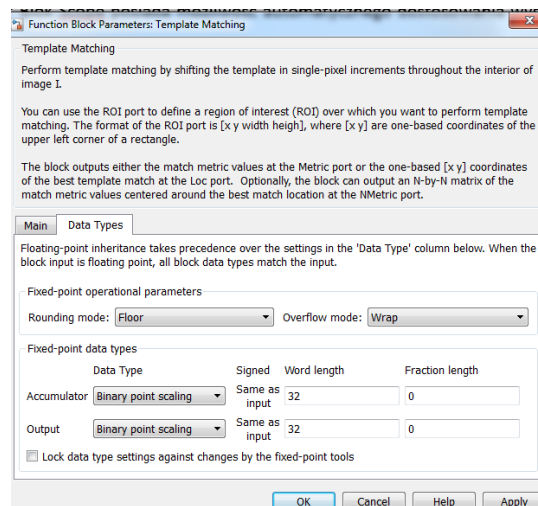 Blok Scope posiada możliwość automatycznego dostosowania
Function Block Parameters: Template Matching
Template Matching
Perform template matching by shifting the template in single-pixel increments throughout the interior of
image I.
You can use the ROI port to define a region of interest (ROI) over which you want to perform template
matching. The format of the ROI port is [x y width heigh], where [x y] are one-based coordinates of the
upper left corner of a rectangle.
The block outputs either the match metric values at the Metric port or the one-based [x y] coordinates
of the best template match at the Loc port. Optionally, the block can output an N-by-N matrix of the
match metric values centered around the best match location at the NMetric port.
Main Data Types
Floating-point inheritance takes precedence over the settings in the 'Data Type' column below. When the
block input is floating point, all block data types match the input.
Fixed-point operational parameters
Rounding mode: Floor Overflow mode: Wrap
Fixed-point data types
Data Type Signed Word length Fraction length
Accumulator Binary point scaling Same as input 32 0
Output Binary point scaling Same as input 32 0
Lock data type settings against changes by the fixed-point tools
OK Cancel Help Apply